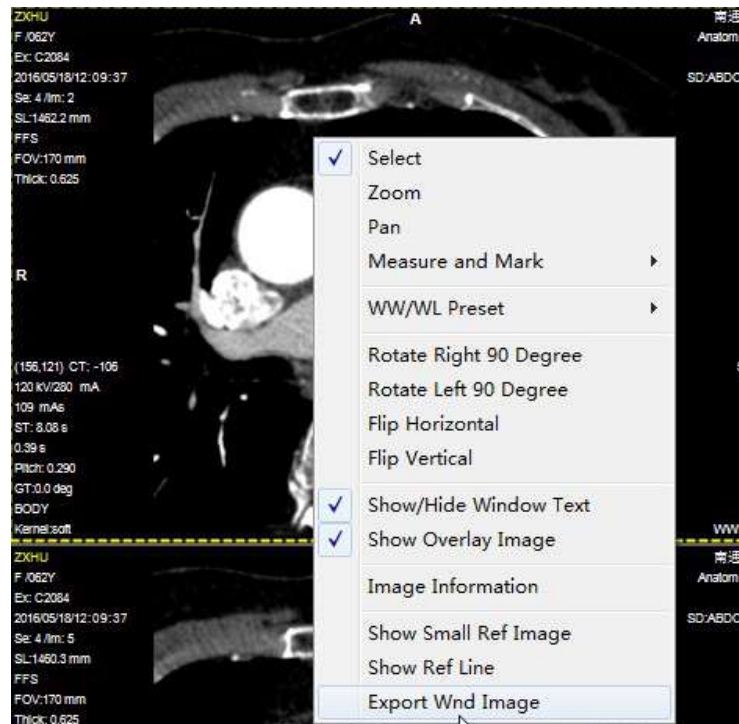 ZXHU
F /062Y
Ex: C2084
2016/05/18/12:09:37
Se: 4 /Im: 2
SL:1462.2 mm
FFS
FOV:170 mm
Thick: 0.625
A
南通
Anatom
SD:ABDO
R
(156,121) CT: -106
120 kV/280 mA
109 mAs
ST: 8.08 s
0.39 s
Pitch: 0.290
GT:0.0 deg
BODY
Kernel:soft
WW
Select
Zoom
Pan
Measure and Mark
WW/WL Preset
Rotate Right 90 Degree
Rotate Left 90 Degree
Flip Horizontal
Flip Vertical
Show/Hide Window Text
Show Overlay Image
Image Information
Show Small Ref Image
Show Ref Line
Export Wnd Image
ZXHU
F /062Y
Ex: C2084
2016/05/18/12:09:37
Se: 4 /Im: 5
SL:1460.3 mm
FFS
FOV:170 mm
Thick: 0.625
南通
Anatom
SD:ABDO